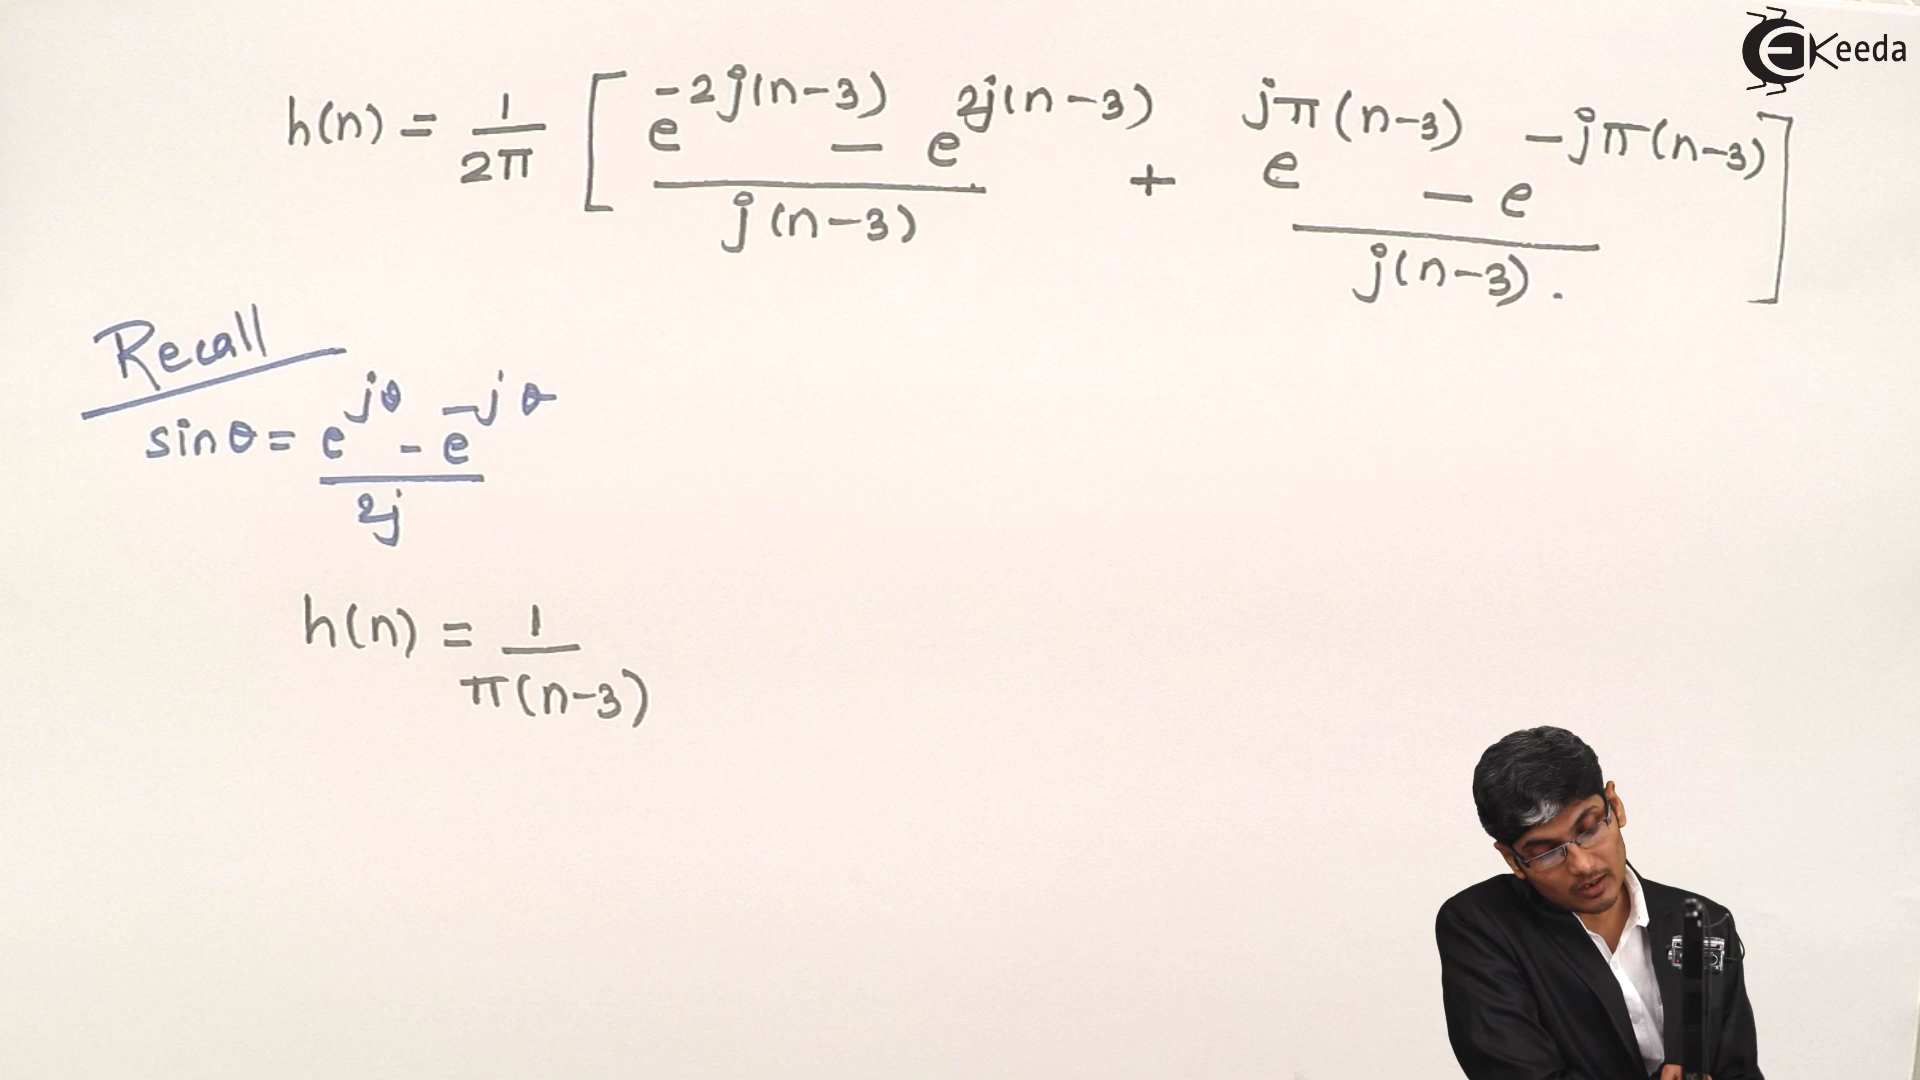 EKeeda
h(n) = 1/2π [ (e^{-2j(n-3)} - e^{2j(n-3)})/j(n-3) + (e^{jπ(n-3)} - e^{-jπ(n-3)})/j(n-3). ]
Recall
sinθ = (e^{jθ} - e^{-jθ})/2j
h(n) = 1/π(n-3)